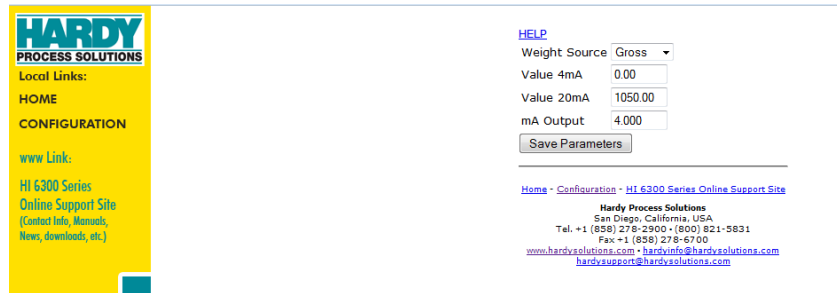 HARDY
PROCESS SOLUTIONS
Local Links:
HOME
CONFIGURATION
www Link:
HI 6300 Series
Online Support Site
(Contact Info, Manuals,
News, downloads, etc.)
HELP
Weight Source Gross
Value 4mA 0.00
Value 20mA 1050.00
mA Output 4.000
Save Parameters
Home - Configuration - HI 6300 Series Online Support Site
Hardy Process Solutions
San Diego, California, USA
Tel. +1 (858) 278-2900 • (800) 821-5831
Fax +1 (858) 278-6700
www.hardysolutions.com • hardyinfo@hardysolutions.com
hardysupport@hardysolutions.com